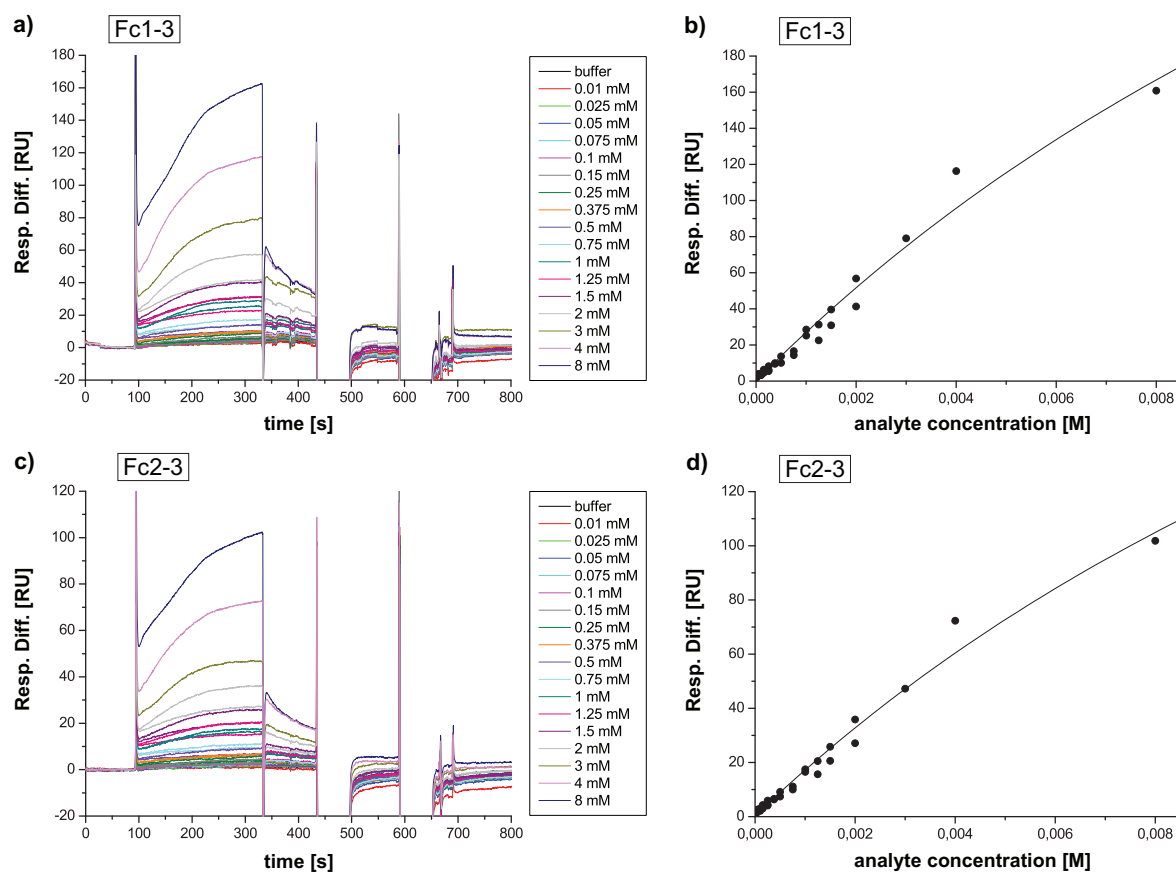 a)
Fc1-3
180
160
140
120
100
80
60
40
20
0
-20
Resp. Diff. [RU]
0 100 200 300 400 500 600 700 800
time [s]
buffer
0.01 mM
0.025 mM
0.05 mM
0.075 mM
0.1 mM
0.15 mM
0.25 mM
0.375 mM
0.5 mM
0.75 mM
1 mM
1.25 mM
1.5 mM
2 mM
3 mM
4 mM
8 mM
b)
Fc1-3
180
160
140
120
100
80
60
40
20
0
Resp. Diff. [RU]
0,000 0,002 0,004 0,006 0,008
analyte concentration [M]
c)
Fc2-3
120
100
80
60
40
20
0
-20
Resp. Diff. [RU]
0 100 200 300 400 500 600 700 800
time [s]
buffer
0.01 mM
0.025 mM
0.05 mM
0.075 mM
0.1 mM
0.15 mM
0.25 mM
0.375 mM
0.5 mM
0.75 mM
1 mM
1.25 mM
1.5 mM
2 mM
3 mM
4 mM
8 mM
d)
Fc2-3
120
100
80
60
40
20
0
Resp. Diff. [RU]
0,000 0,002 0,004 0,006 0,008
analyte concentration [M]